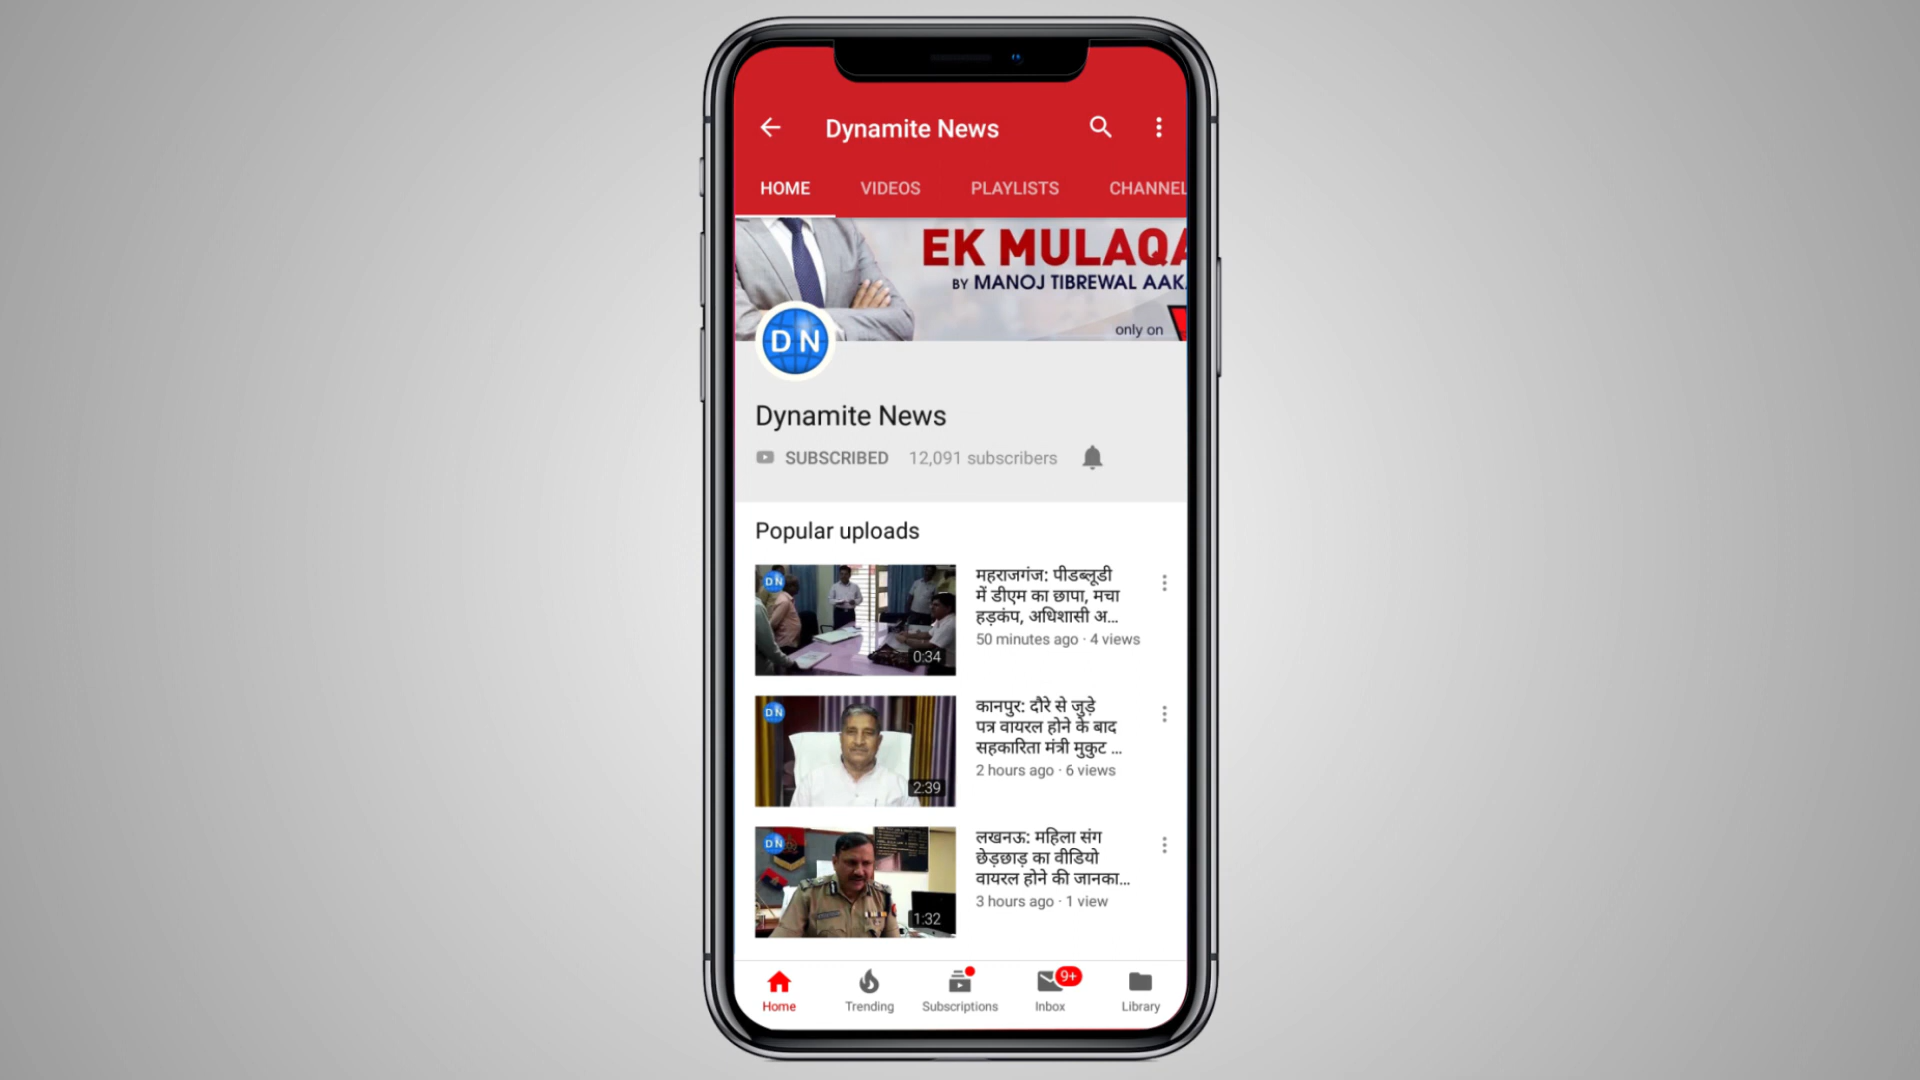 Dynamite News
HOME VIDEOS PLAYLISTS CHANNEL
EK MULAQA
BY MANOJ TIBREWAL AAK
only on
DN
Dynamite News
SUBSCRIBED 12,091 subscribers
Popular uploads
DN
महराजगंज: पीडब्लूडी
में डीएम का छापा, मचा
हड़कंप, अधिशासी अ...
50 minutes ago · 4 views
0:34
DN
कानपुर: दौरे से जुड़े
पत्र वायरल होने के बाद
सहकारिता मंत्री मुकुट ...
2 hours ago · 6 views
2:39
DN
लखनऊ: महिला संग
छेड़छाड़ का वीडियो
वायरल होने की जानका...
3 hours ago · 1 view
1:32
9+
Home Trending Subscriptions Inbox Library